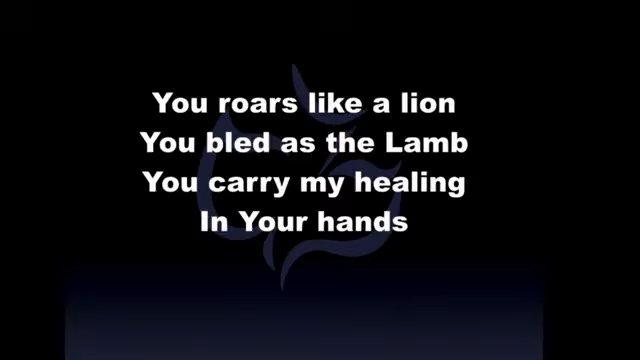 You roars like a lion
You bled as the Lamb
You carry my healing
In Your hands